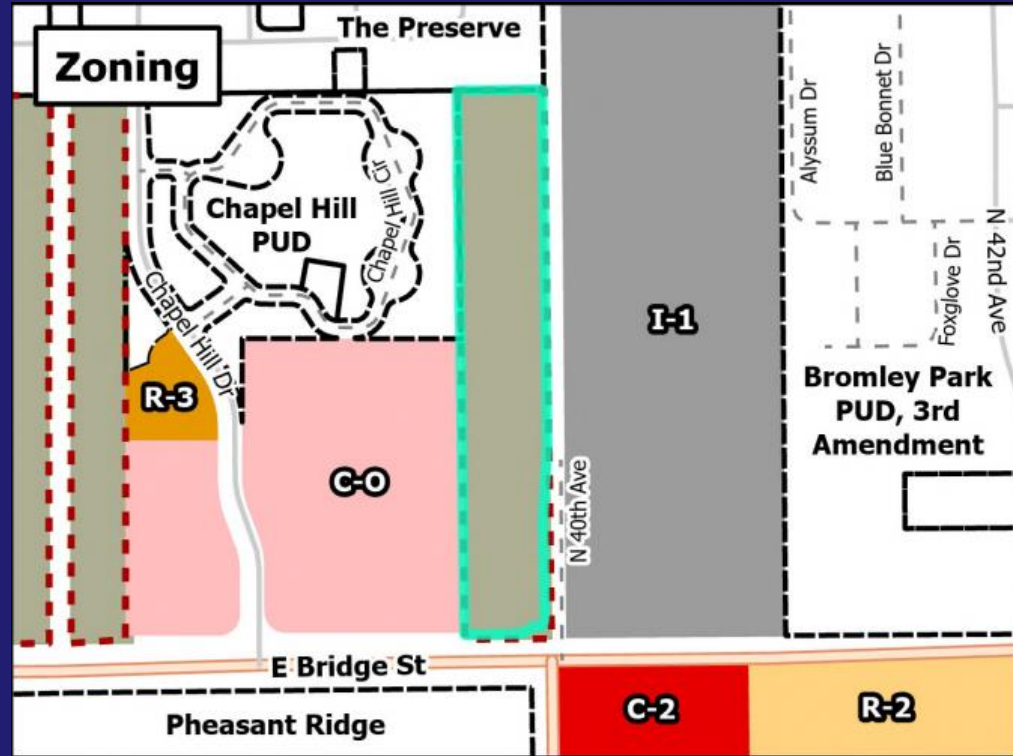 The Preserve
Zoning
Alyssum Dr
Blue Bonnet Dr
Chapel Hill
PUD
Chapel Hill Cir
N 42nd Ave
Foxglove Dr
Chapel Hill Dr
I-1
R-3
Bromley Park
PUD, 3rd
Amendment
C-O
N 40th Ave
E Bridge St
Pheasant Ridge
C-2
R-2